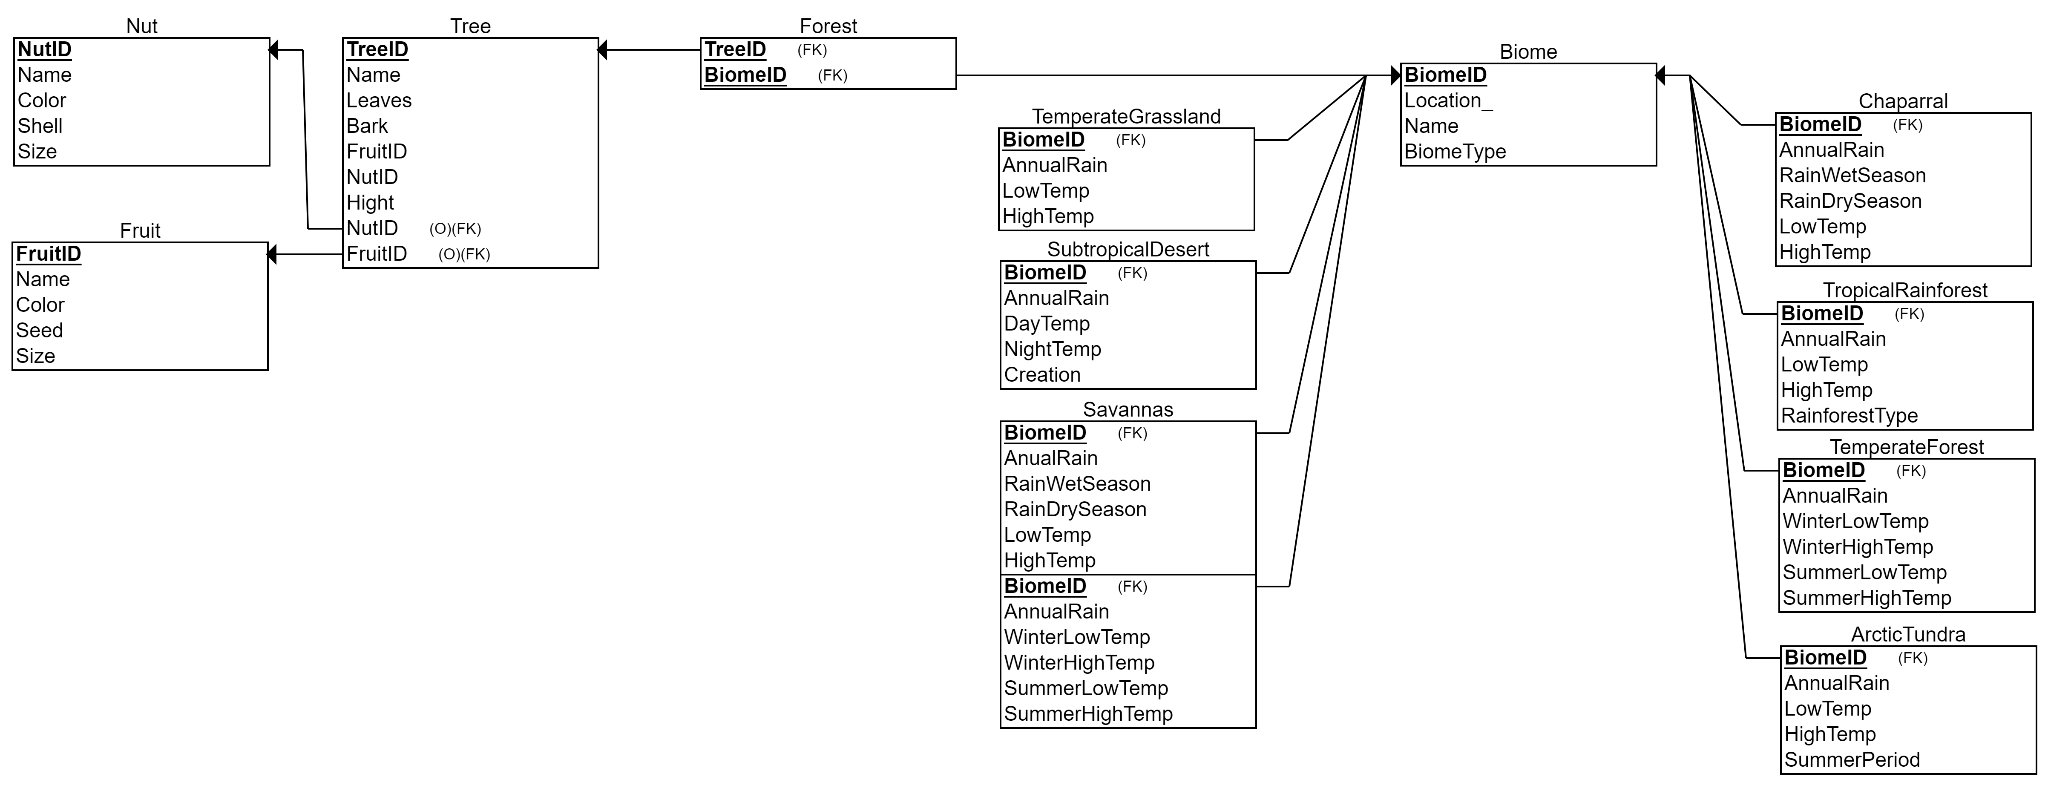 Nut
NutID
Name
Color
Shell
Size
Fruit
FruitID
Name
Color
Seed
Size
Tree
TreeID
Name
Leaves
Bark
FruitID
NutID
Hight
NutID (O)(FK)
FruitID (O)(FK)
Forest
TreeID (FK)
BiomeID (FK)
TemperateGrassland
BiomeID (FK)
AnnualRain
LowTemp
HighTemp
SubtropicalDesert
BiomeID (FK)
AnnualRain
DayTemp
NightTemp
Creation
Savannas
BiomeID (FK)
AnualRain
RainWetSeason
RainDrySeason
LowTemp
HighTemp
BiomeID (FK)
AnnualRain
WinterLowTemp
WinterHighTemp
SummerLowTemp
SummerHighTemp
Biome
BiomeID
Location_
Name
BiomeType
Chaparral
BiomeID (FK)
AnnualRain
RainWetSeason
RainDrySeason
LowTemp
HighTemp
TropicalRainforest
BiomeID (FK)
AnnualRain
LowTemp
HighTemp
RainforestType
TemperateForest
BiomeID (FK)
AnnualRain
WinterLowTemp
WinterHighTemp
SummerLowTemp
SummerHighTemp
ArcticTundra
BiomeID (FK)
AnnualRain
LowTemp
HighTemp
SummerPeriod